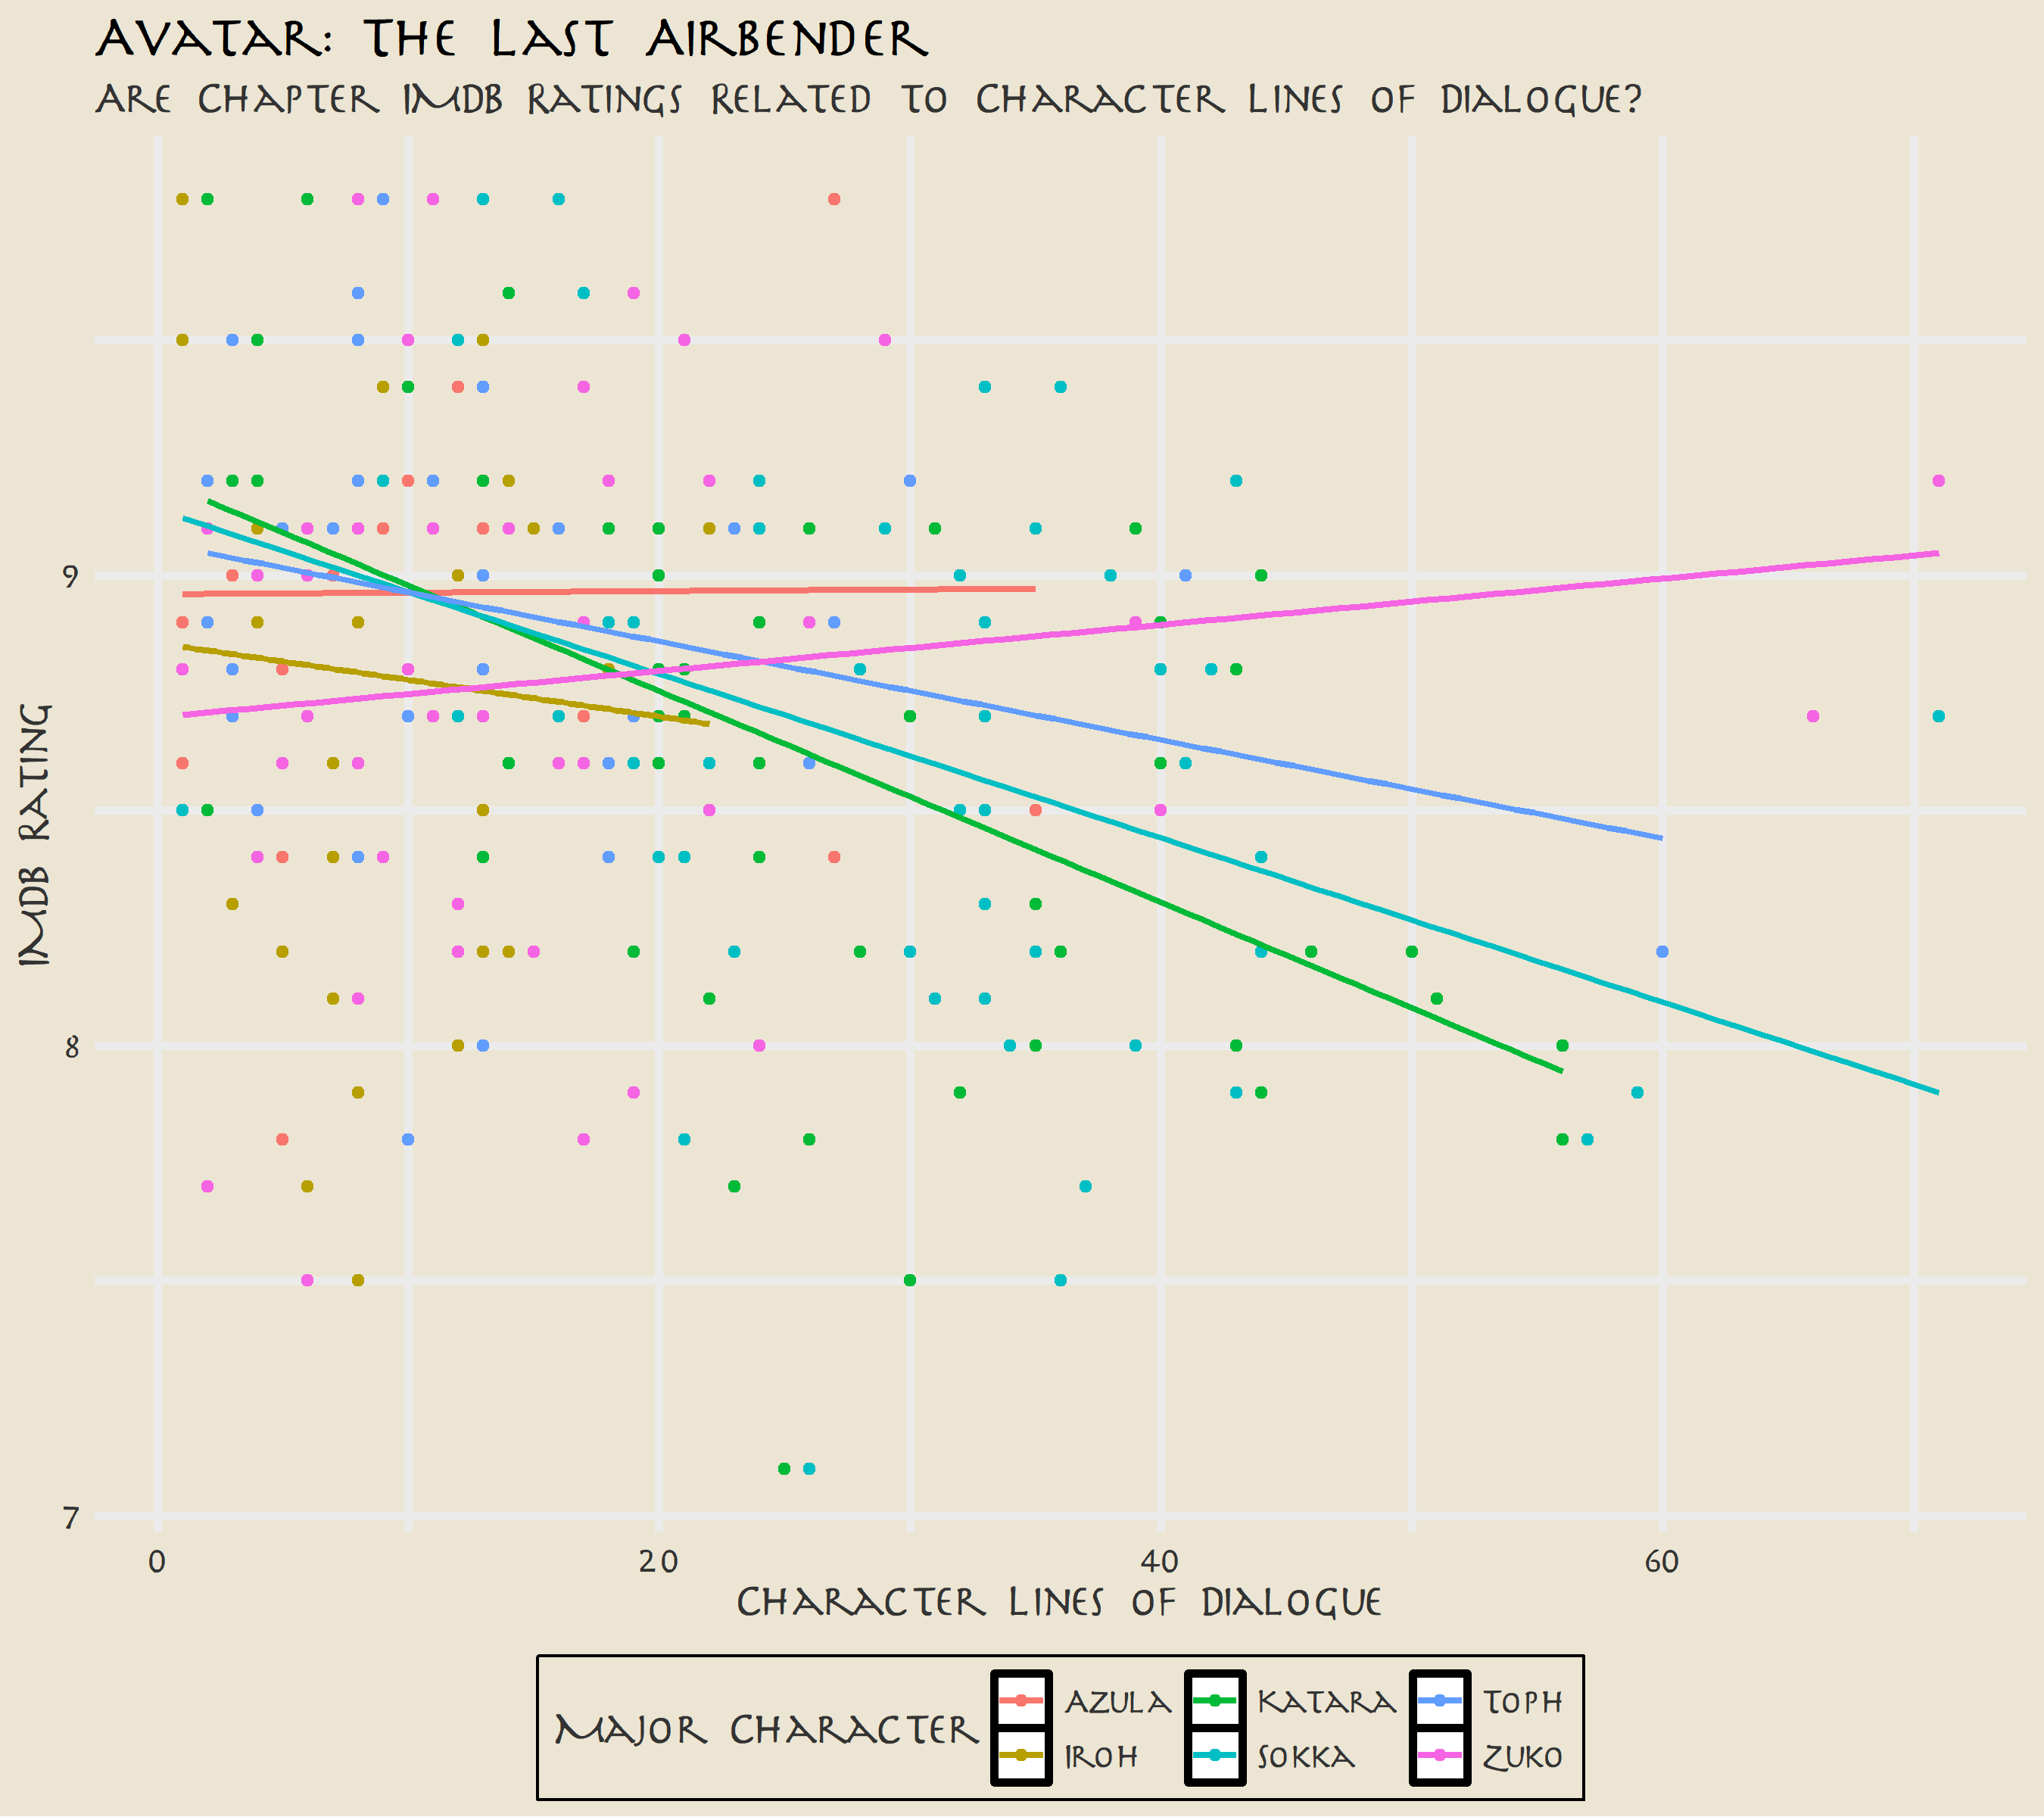 Avatar: The Last Airbender
Are Chapter IMDB Ratings Related to Character Lines of Dialogue?
IMDB Rating
9
8
7
0 20 40 60
Character Lines of Dialogue
Major Character
Azula Katara Toph
Iroh Sokka Zuko